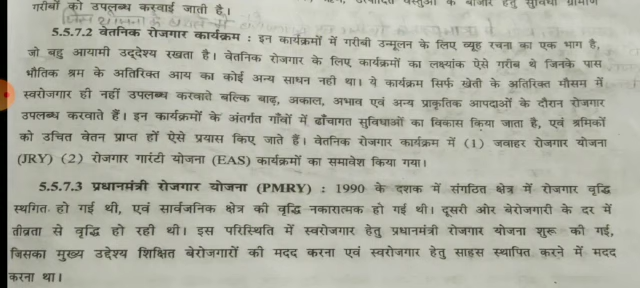 गरीबों को उपलब्ध करवाई जाती है।
5.5.7.2 वेतनिक रोजगार कार्यक्रम : इन कार्यक्रमों में गरीबी उन्मूलन के लिए व्यूह रचना का एक भाग है,
जो बहु आयामी उद्देश्य रखता है। वेतनिक रोजगार के लिए कार्यक्रमों का लक्ष्यांक ऐसे गरीब थे जिनके पास
भौतिक श्रम के अतिरिक्त आय का कोई अन्य साधन नही था। ये कार्यक्रम सिर्फ खेती के अतिरिक्त मौसम में
स्वरोजगार ही नहीं उपलब्ध करवाते बल्कि बाढ़, अकाल, अभाव एवं अन्य प्राकृतिक आपदाओं के दौरान रोजगार
उपलब्ध करवाते हैं। इन कार्यक्रमों के अंतर्गत गाँवों में ढाँचागत सुविधाओं का विकास किया जाता है, एवं श्रमिकों
को उचित वेतन प्राप्त हों ऐसे प्रयास किए जाते हैं। वेतनिक रोजगार कार्यक्रम में (1) जवाहर रोजगार योजना
(JRY) (2) रोजगार गारंटी योजना (EAS) कार्यक्रमों का समावेश किया गया।
5.5.7.3 प्रधानमंत्री रोजगार योजना (PMRY) : 1990 के दशक में संगठित क्षेत्र में रोजगार वृद्धि
स्थगित हो गई थी, एवं सार्वजनिक क्षेत्र की वृद्धि नकारात्मक हो गई थी। दूसरी ओर बेरोजगारी के दर में
तीव्रता से वृद्धि हो रही थी। इस परिस्थिति में स्वरोजगार हेतु प्रधानमंत्री रोजगार योजना शुरू की गई,
जिसका मुख्य उद्देश्य शिक्षित बेरोजगारों की मदद करना एवं स्वरोजगार हेतु साहस स्थापित करने में मदद
करना था।